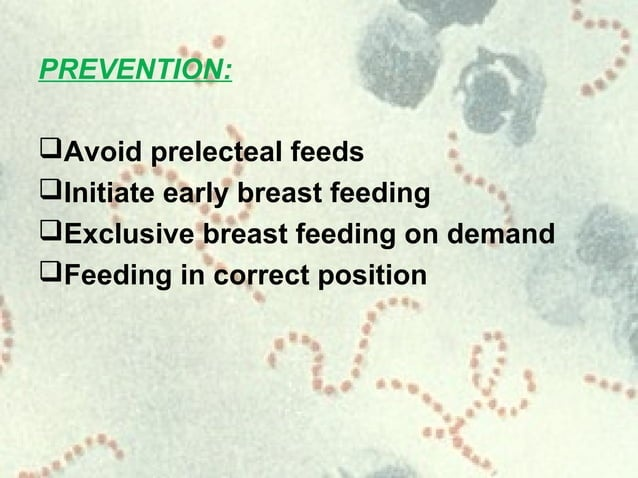 PREVENTION:
❑Avoid prelecteal feeds
❑Initiate early breast feeding
❑Exclusive breast feeding on demand
❑Feeding in correct position